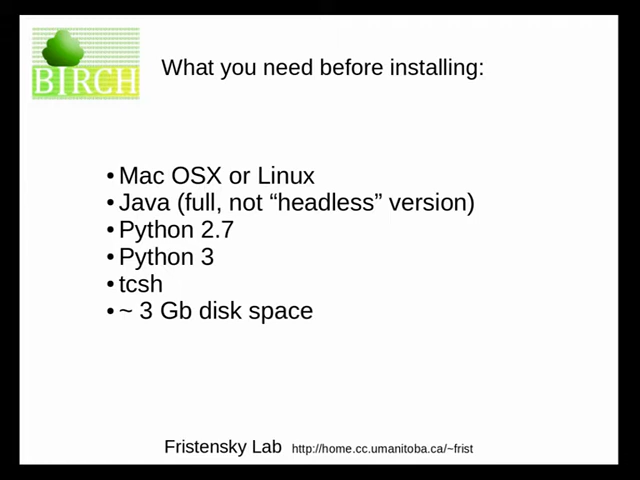 BIRCH
What you need before installing:
• Mac OSX or Linux
• Java (full, not “headless” version)
• Python 2.7
• Python 3
• tcsh
• ~ 3 Gb disk space
Fristensky Lab http://home.cc.umanitoba.ca/~frist